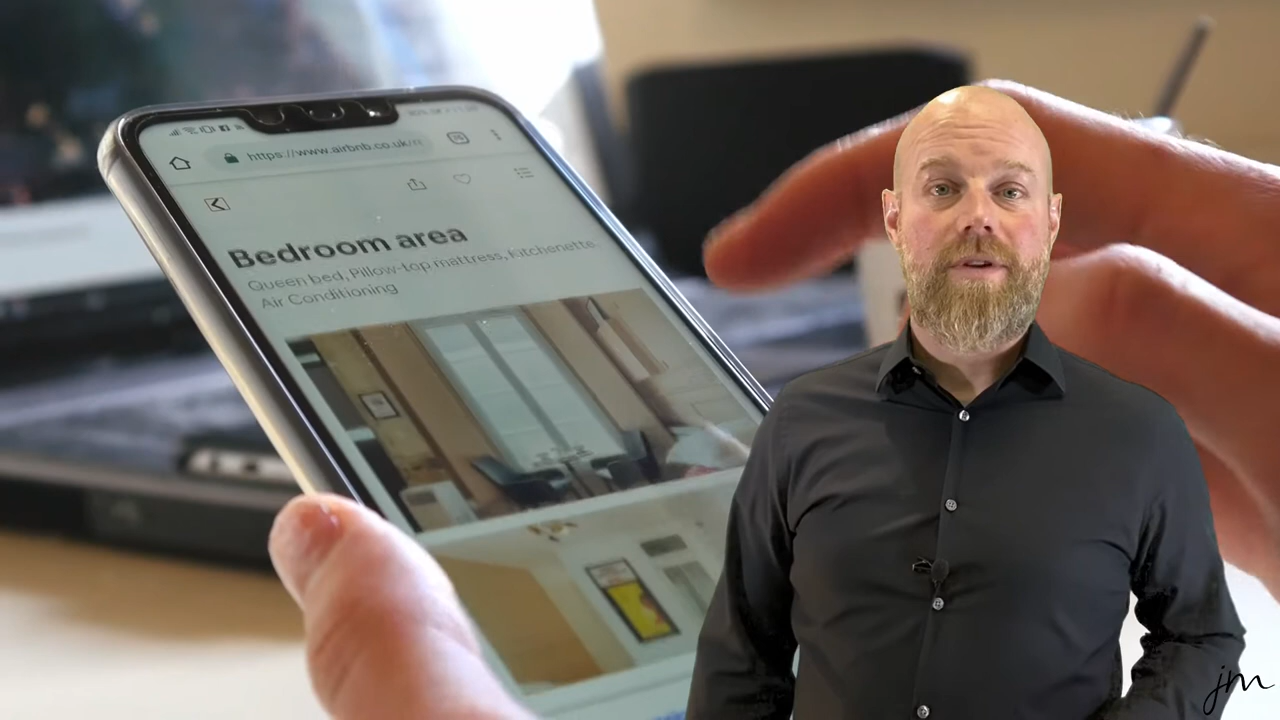 https://www.airbnb.co.uk/r
Bedroom area
Queen bed, Pillow-top mattress, Kitchenette,
Air Conditioning
jm